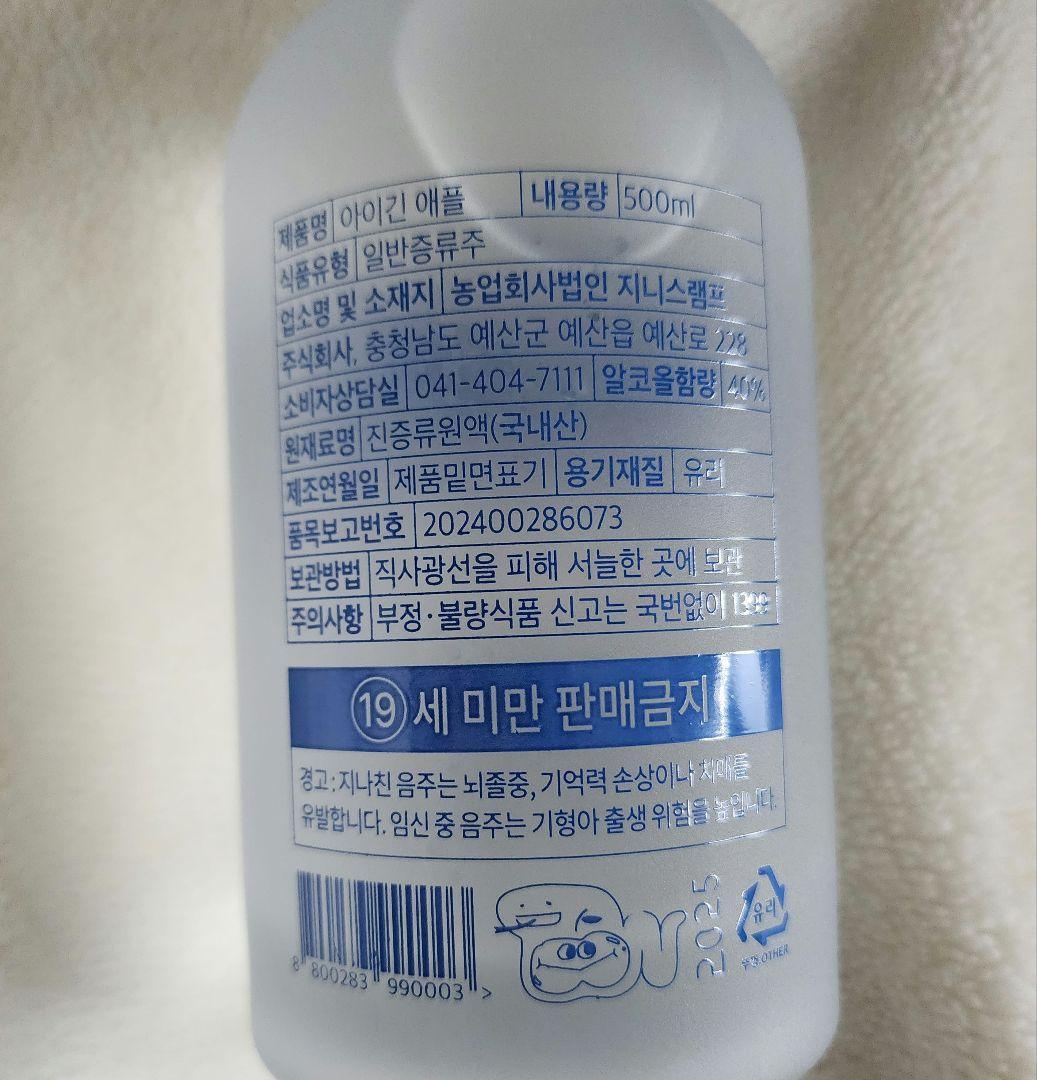 제품명 아이긴 애플 내용량 500ml
식품유형 일반증류주
업소명 및 소재지 농업회사법인 지니스램프
주식회사, 충청남도 예산군 예산읍 예산로 228
소비자상담실 041-404-7111 알코올함량 40%
원재료명 진증류원액(국내산)
제조연월일 제품밑면표기 용기재질 유리
품목보고번호 202400286073
보관방법 직사광선을 피해 서늘한 곳에 보관
주의사항 부정·불량식품 신고는 국번없이 1399
19세 미만 판매금지
경고 : 지나친 음주는 뇌졸중, 기억력 손상이나 치매를
유발합니다. 임신 중 음주는 기형아 출생 위험을 높입니다.
8 800283 990003 >
2025
유리
뚜껑:OTHER